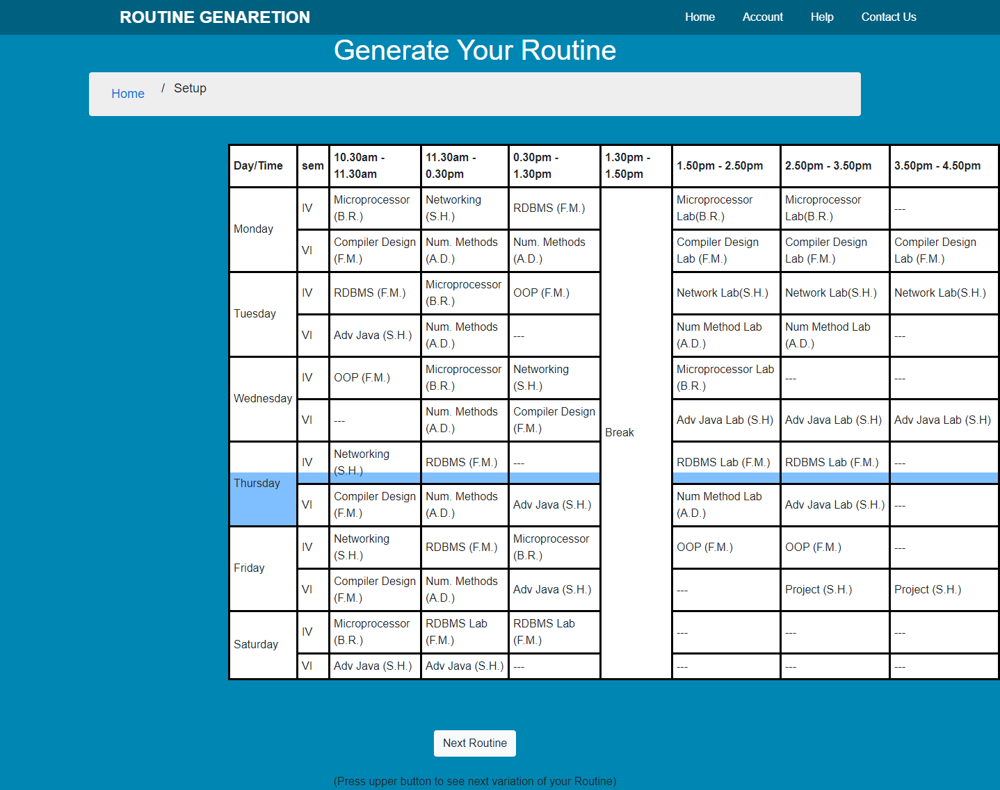 ROUTINE GENARETION Home Account Help Contact Us
Generate Your Routine
Home / Setup
Day/Time sem 10.30am - 11.30am 11.30am - 0.30pm 0.30pm - 1.30pm 1.30pm - 1.50pm 1.50pm - 2.50pm 2.50pm - 3.50pm 3.50pm - 4.50pm
Monday IV Microprocessor (B.R.) Networking (S.H.) RDBMS (F.M.) Break Microprocessor Lab(B.R.) Microprocessor Lab(B.R.) ---
VI Compiler Design (F.M.) Num. Methods (A.D.) Num. Methods (A.D.) Compiler Design Lab (F.M.) Compiler Design Lab (F.M.) Compiler Design Lab (F.M.)
Tuesday IV RDBMS (F.M.) Microprocessor (B.R.) OOP (F.M.) Network Lab(S.H.) Network Lab(S.H.) Network Lab(S.H.)
VI Adv Java (S.H.) Num. Methods (A.D.) --- Num Method Lab (A.D.) Num Method Lab (A.D.) ---
Wednesday IV OOP (F.M.) Microprocessor (B.R.) Networking (S.H.) Microprocessor Lab (B.R.) --- ---
VI --- Num. Methods (A.D.) Compiler Design (F.M.) Adv Java Lab (S.H) Adv Java Lab (S.H) Adv Java Lab (S.H)
Thursday IV Networking (S.H.) RDBMS (F.M.) --- RDBMS Lab (F.M.) RDBMS Lab (F.M.) ---
VI Compiler Design (F.M.) Num. Methods (A.D.) Adv Java (S.H.) Num Method Lab (A.D.) Adv Java Lab (S.H.) ---
Friday IV Networking (S.H.) RDBMS (F.M.) Microprocessor (B.R.) OOP (F.M.) OOP (F.M.) ---
VI Compiler Design (F.M.) Num. Methods (A.D.) Adv Java (S.H.) --- Project (S.H.) Project (S.H.)
Saturday IV Microprocessor (B.R.) RDBMS Lab (F.M.) RDBMS Lab (F.M.) --- --- ---
VI Adv Java (S.H.) Adv Java (S.H.) --- --- --- ---
Next Routine
(Press upper button to see next variation of your Routine)